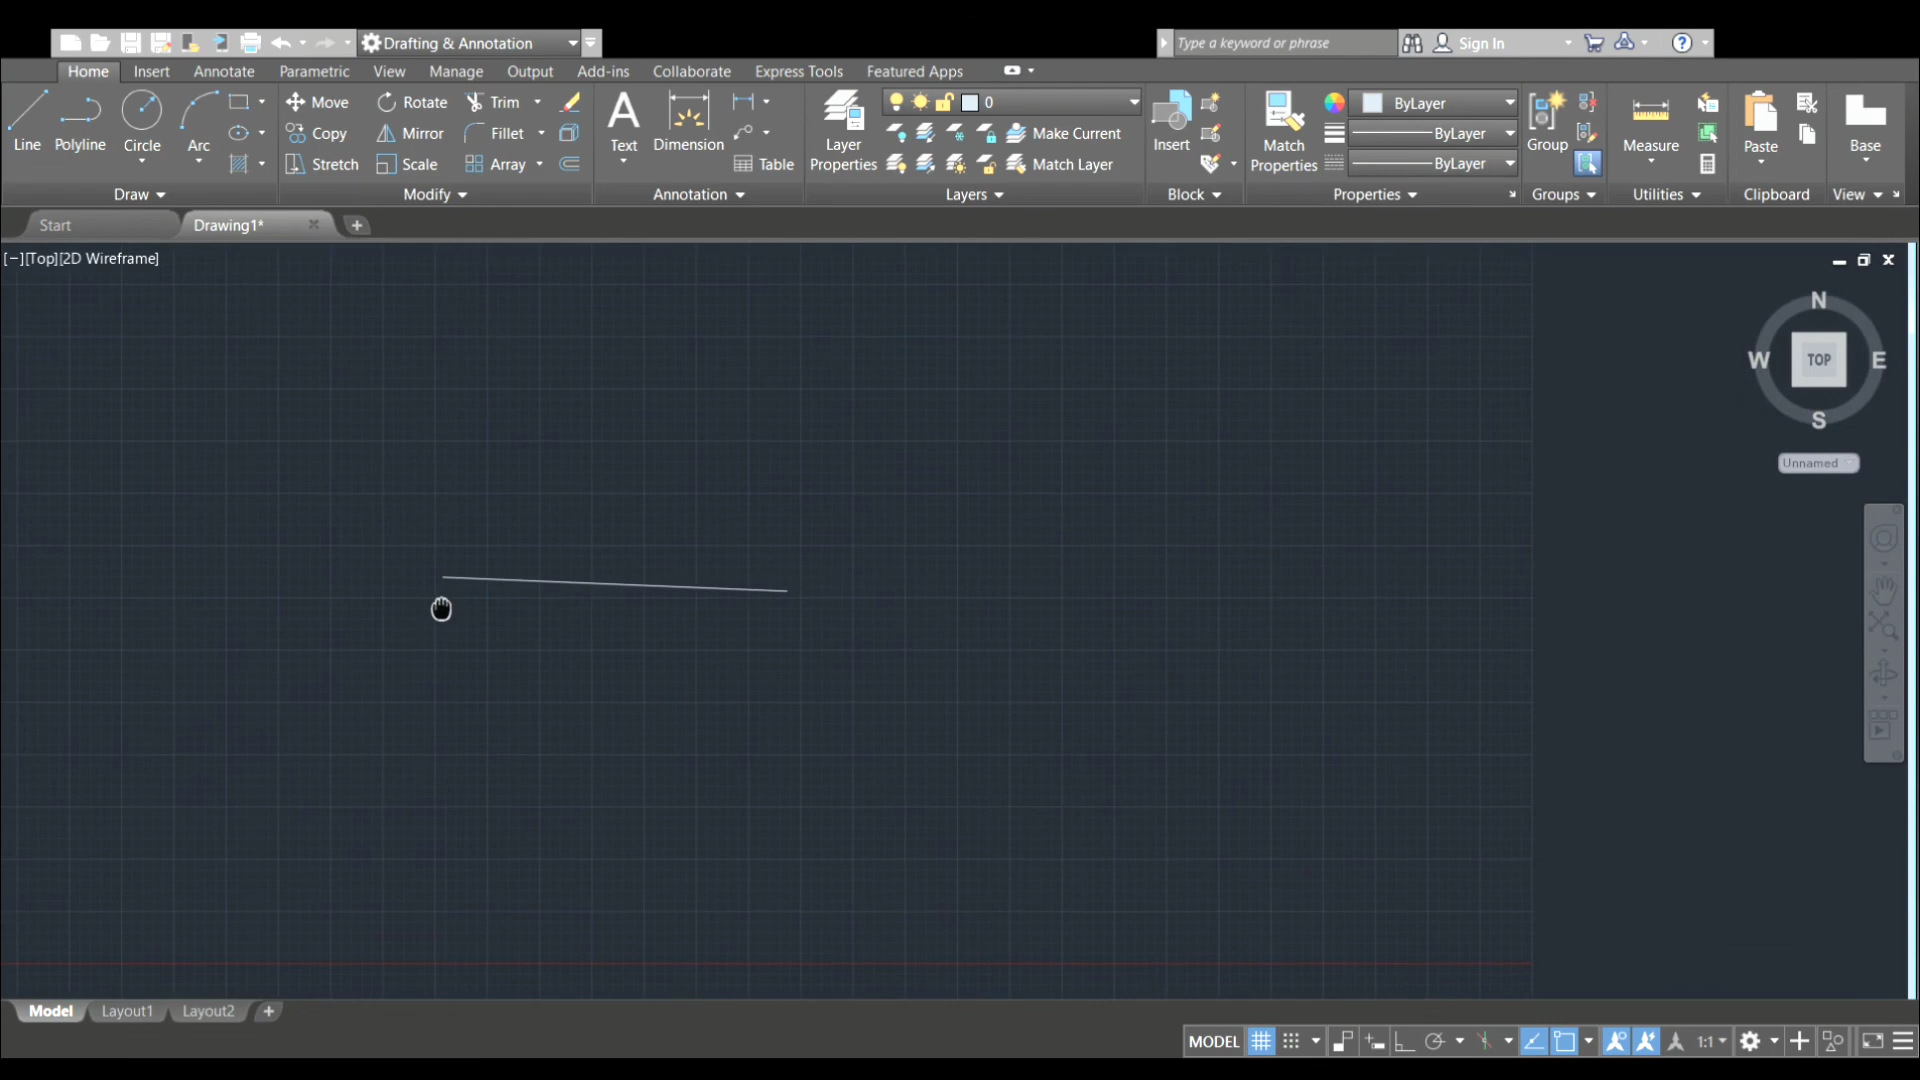 Drafting & Annotation
Type a keyword or phrase
Sign In
Home Insert Annotate Parametric View Manage Output Add-ins Collaborate Express Tools Featured Apps
Line Polyline Circle Arc
Move Rotate Trim
Copy Mirror Fillet
Stretch Scale Array
Text Dimension Table
Layer Properties
0
Make Current
Match Layer
Insert
Match Properties
ByLayer
ByLayer
ByLayer
Group
Measure
Paste
Base
Draw Modify Annotation Layers Block Properties Groups Utilities Clipboard View
Start Drawing1*
[−][Top][2D Wireframe]
N
W TOP E
S
Unnamed
Model Layout1 Layout2
MODEL 1:1